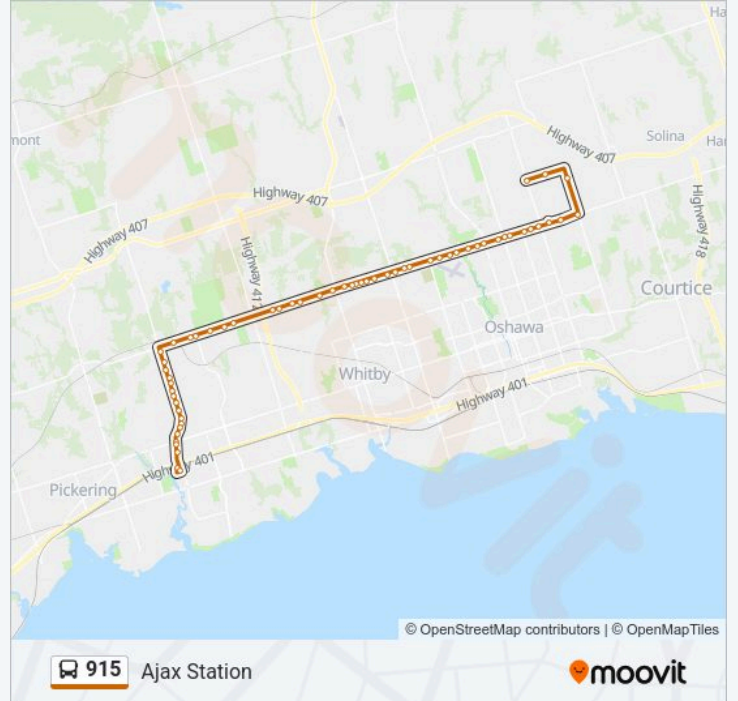 Ha
Highway 407
Solina
Ha
mont
Highway 407
Highway 407
Highway 418
Highway 412
Courtice
Oshawa
Whitby
Highway 401
Highway 401
Pickering
© OpenStreetMap contributors | © OpenMapTiles
915 Ajax Station
moovit